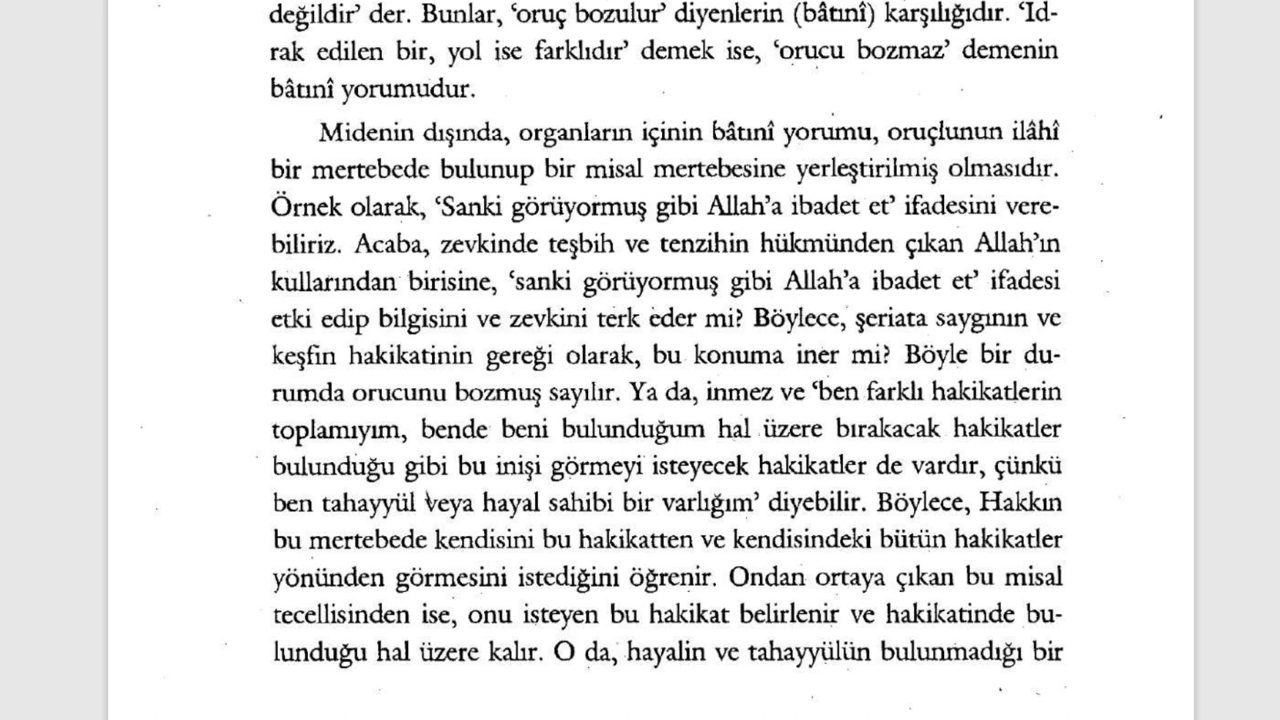 değildir’ der. Bunlar, ‘oruç bozulur’ diyenlerin (bâtınî) karşılığıdır. ‘Id-
rak edilen bir, yol ise farklıdır’ demek ise, ‘orucu bozmaz’ demenin
bâtınî yorumudur.
Midenin dışında, organların içinin bâtınî yorumu, oruçlunun ilâhî
bir mertebede bulunup bir misal mertebesine yerleştirilmiş olmasıdır.
Örnek olarak, ‘Sanki görüyormuş gibi Allah’a ibadet et’ ifadesini vere-
biliriz. Acaba, zevkinde teşbih ve tenzihin hükmünden çıkan Allah’ın
kullarından birisine, ‘sanki görüyormuş gibi Allah’a ibadet et’ ifadesi
etki edip bilgisini ve zevkini terk eder mi? Böylece, şeriata saygının ve
keşfin hakikatinin gereği olarak, bu konuma iner mi? Böyle bir du-
rumda orucunu bozmuş sayılır. Ya da, inmez ve ‘ben farklı hakikatlerin
toplamıyım, bende beni bulunduğum hal üzere bırakacak hakikatler
bulunduğu gibi bu inişi görmeyi isteyecek hakikatler de vardır, çünkü
ben tahayyül veya hayal sahibi bir varlığım’ diyebilir. Böylece, Hakkın
bu mertebede kendisini bu hakikatten ve kendisindeki bütün hakikatler
yönünden görmesini istediğini öğrenir. Ondan ortaya çıkan bu misal
tecellisinden ise, onu isteyen bu hakikat belirlenir ve hakikatinde bu-
lunduğu hal üzere kalır. O da, hayalin ve tahayyülün bulunmadığı bir